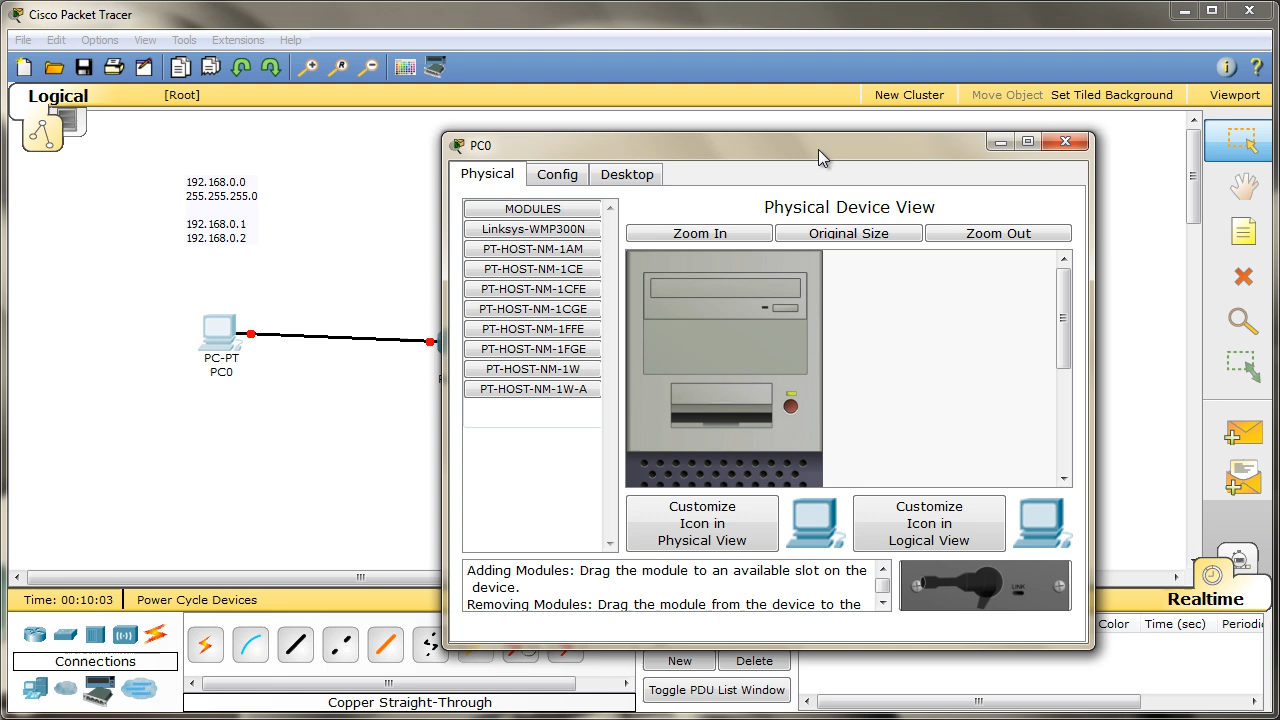 Cisco Packet Tracer
File Edit Options View Tools Extensions Help
Logical [Root] New Cluster Move Object Set Tiled Background Viewport
192.168.0.0
255.255.255.0
192.168.0.1
192.168.0.2
PC-PT
PC0
PC0
Physical Config Desktop
MODULES
Linksys-WMP300N
PT-HOST-NM-1AM
PT-HOST-NM-1CE
PT-HOST-NM-1CFE
PT-HOST-NM-1CGE
PT-HOST-NM-1FFE
PT-HOST-NM-1FGE
PT-HOST-NM-1W
PT-HOST-NM-1W-A
Physical Device View
Zoom In Original Size Zoom Out
Customize
Icon in
Physical View
Customize
Icon in
Logical View
Adding Modules: Drag the module to an available slot on the
device.
Removing Modules: Drag the module from the device to the
LINK
Time: 00:10:03 Power Cycle Devices
Realtime
Connections
Copper Straight-Through
New Delete
Toggle PDU List Window
Color Time (sec) Periodi